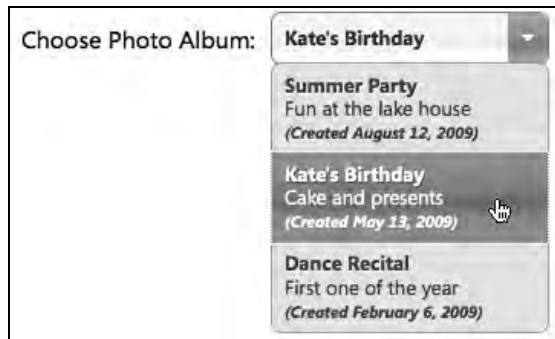 Choose Photo Album: Kate's Birthday
Summer Party
Fun at the lake house
(Created August 12, 2009)
Kate's Birthday
Cake and presents
(Created May 13, 2009)
Dance Recital
First one of the year
(Created February 6, 2009)